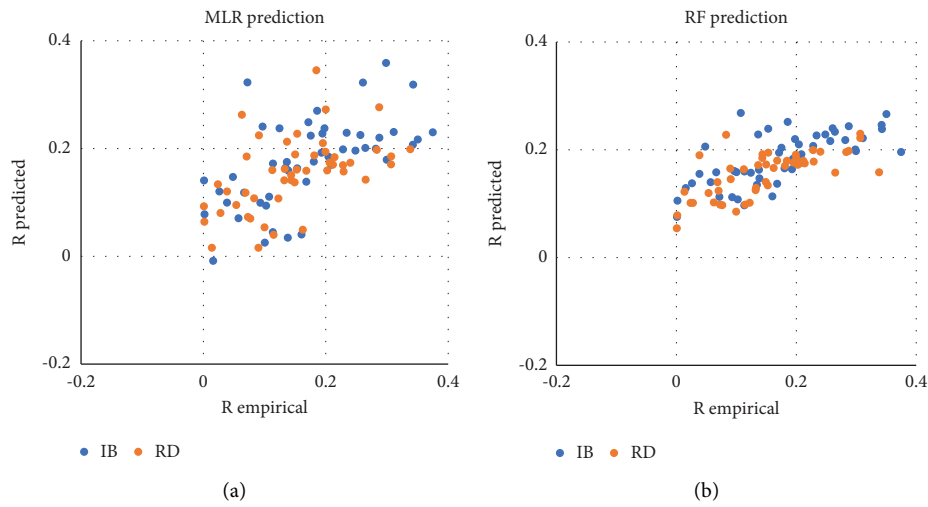 MLR prediction
0.4
0.2
0
-0.2
-0.2
0
0.2
0.4
R predicted
R empirical
IB
RD
(a)
RF prediction
0.4
0.2
0
-0.2
-0.2
0
0.2
0.4
R predicted
R empirical
IB
RD
(b)